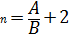 n = A/B + 2